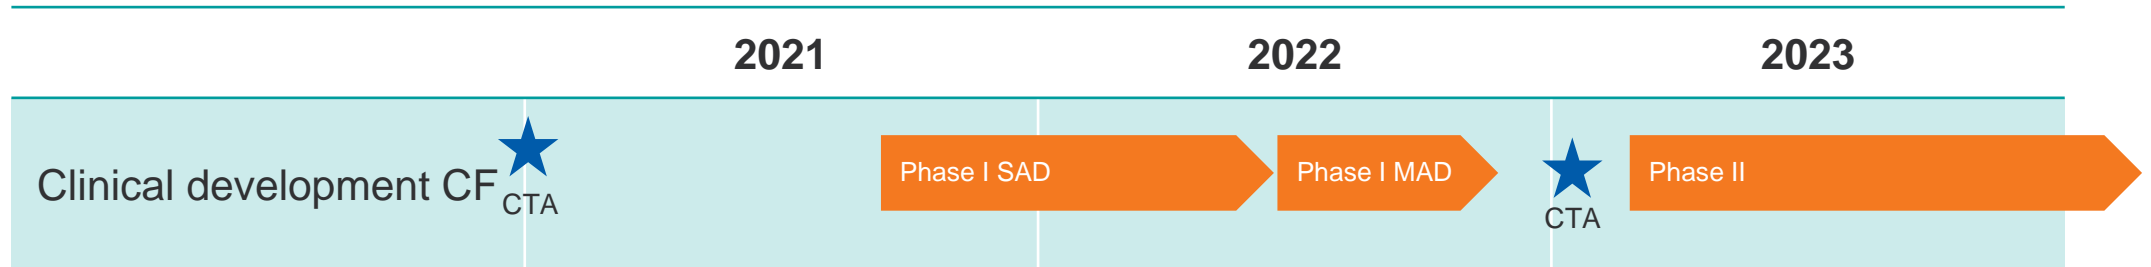 2021 2022 2023
Clinical development CF
CTA
Phase I SAD
Phase I MAD
CTA
Phase II